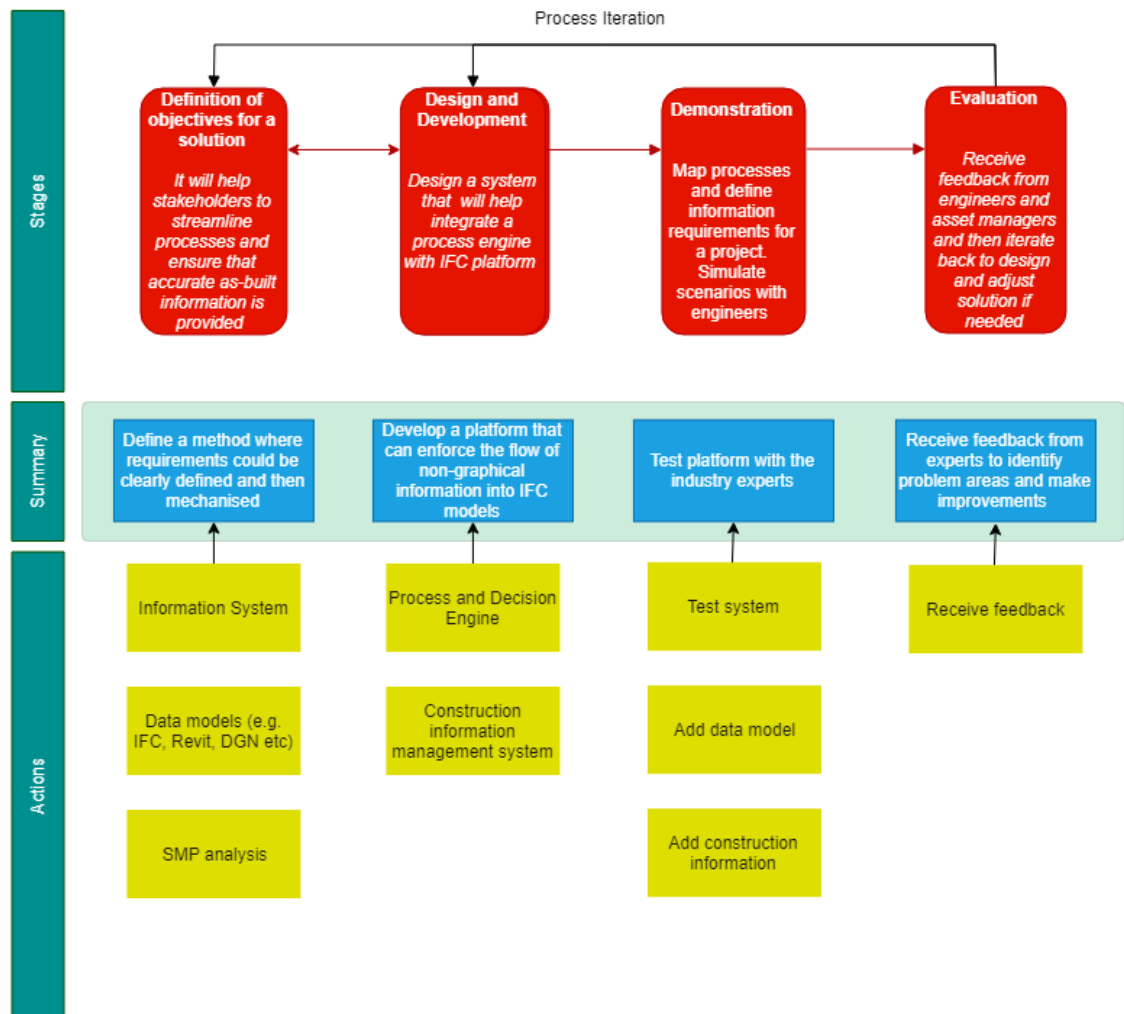 Process Iteration
Stages
Definition of
objectives for a
solution
It will help
stakeholders to
streamline
processes and
ensure that
accurate as-built
information is
provided
Design and
Development
Design a system
that will help
integrate a
process engine
with IFC platform
Demonstration
Map processes
and define
information
requirements for
a project.
Simulate
scenarios with
engineers
Evaluation
Receive
feedback from
engineers and
asset managers
and then iterate
back to design
and adjust
solution if
needed
Summary
Define a method where
requirements could be
clearly defined and then
mechanised
Develop a platform that
can enforce the flow of
non-graphical
information into IFC
models
Test platform with the
industry experts
Receive feedback from
experts to identify
problem areas and make
improvements
Actions
Information System
Process and Decision
Engine
Test system
Receive feedback
Data models (e.g.
IFC, Revit, DGN etc)
Construction
information
management system
Add data model
SMP analysis
Add construction
information